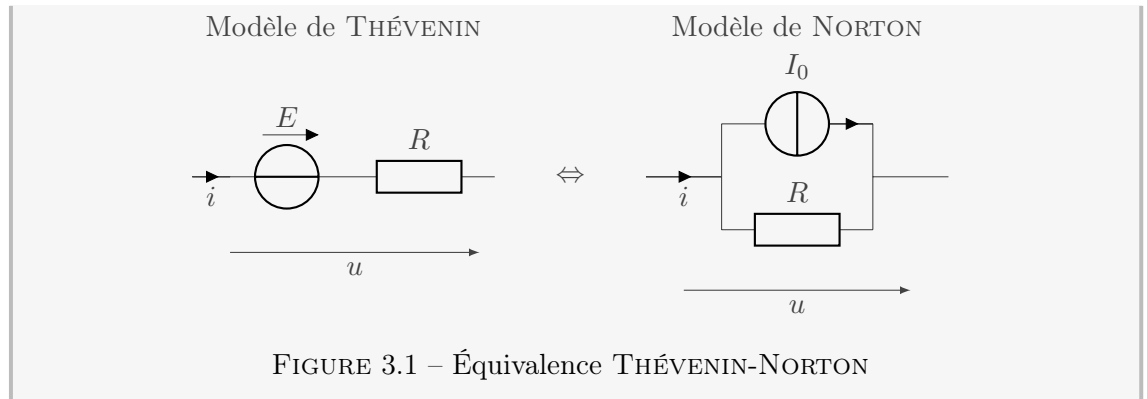 Modèle de THÉVENIN
Modèle de NORTON
E
R
i
u
⇔
I₀
R
i
u
FIGURE 3.1 – Équivalence THÉVENIN-NORTON